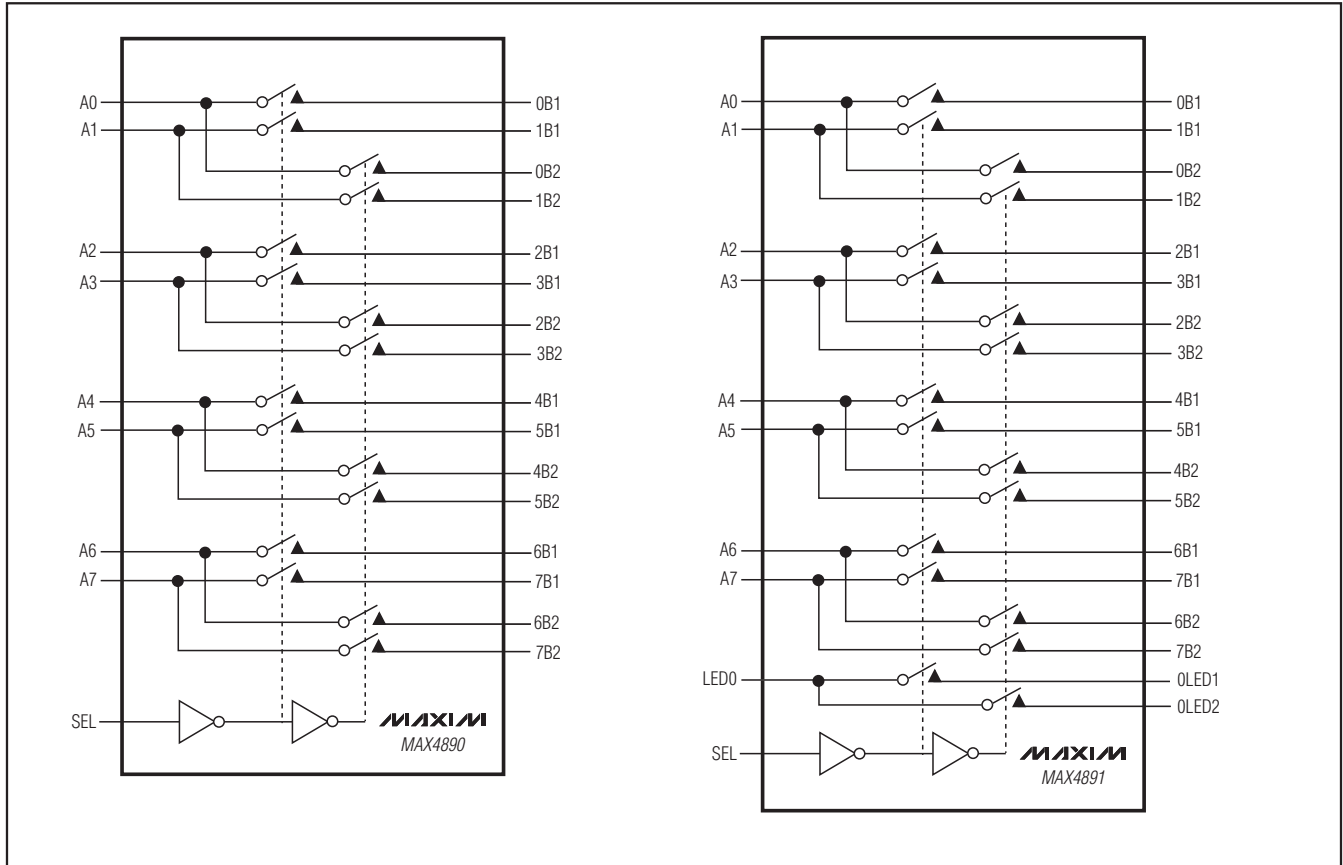 A0
0B1
A1
1B1
0B2
1B2
A2
2B1
A3
3B1
2B2
3B2
A4
4B1
A5
5B1
4B2
5B2
A6
6B1
A7
7B1
6B2
7B2
SEL
MAXIM
MAX4890
A0
0B1
A1
1B1
0B2
1B2
A2
2B1
A3
3B1
2B2
3B2
A4
4B1
A5
5B1
4B2
5B2
A6
6B1
A7
7B1
6B2
7B2
LED0
0LED1
0LED2
SEL
MAXIM
MAX4891